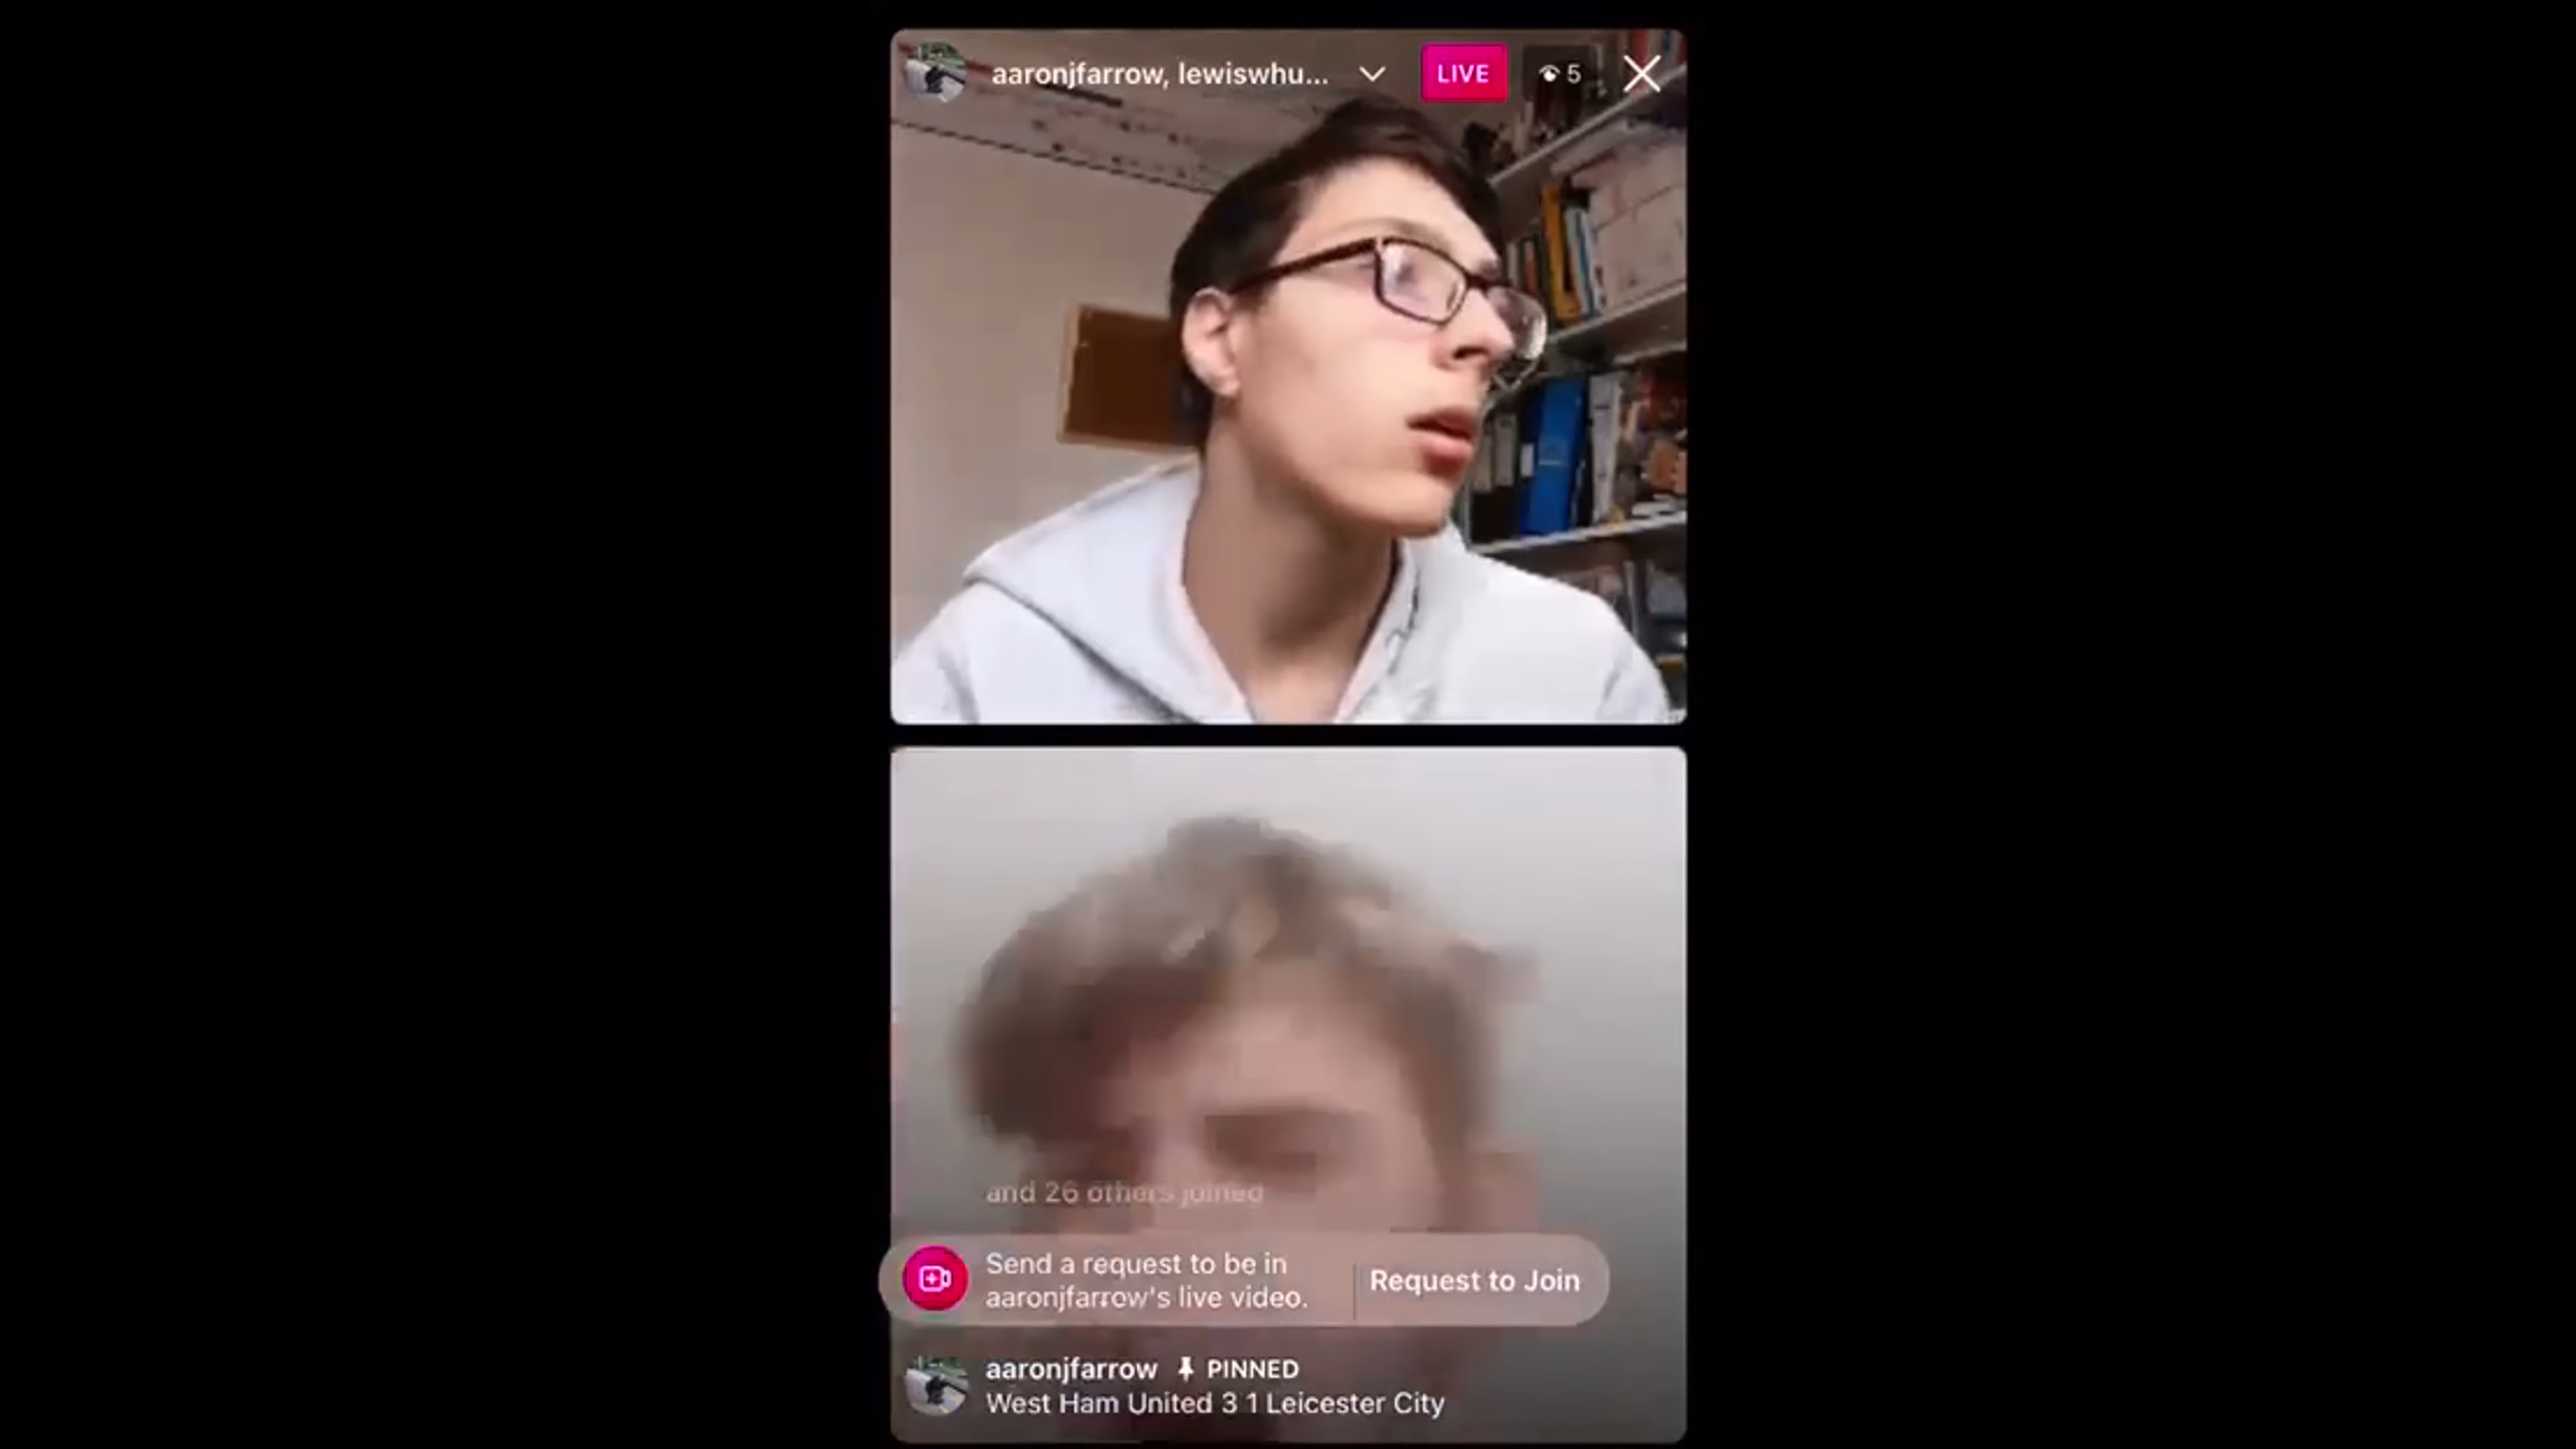 aaronjfarrow, lewiswhu...
LIVE
5
and 26 others joined
Send a request to be in
aaronjfarrow's live video.
Request to Join
aaronjfarrow PINNED
West Ham United 3 1 Leicester City